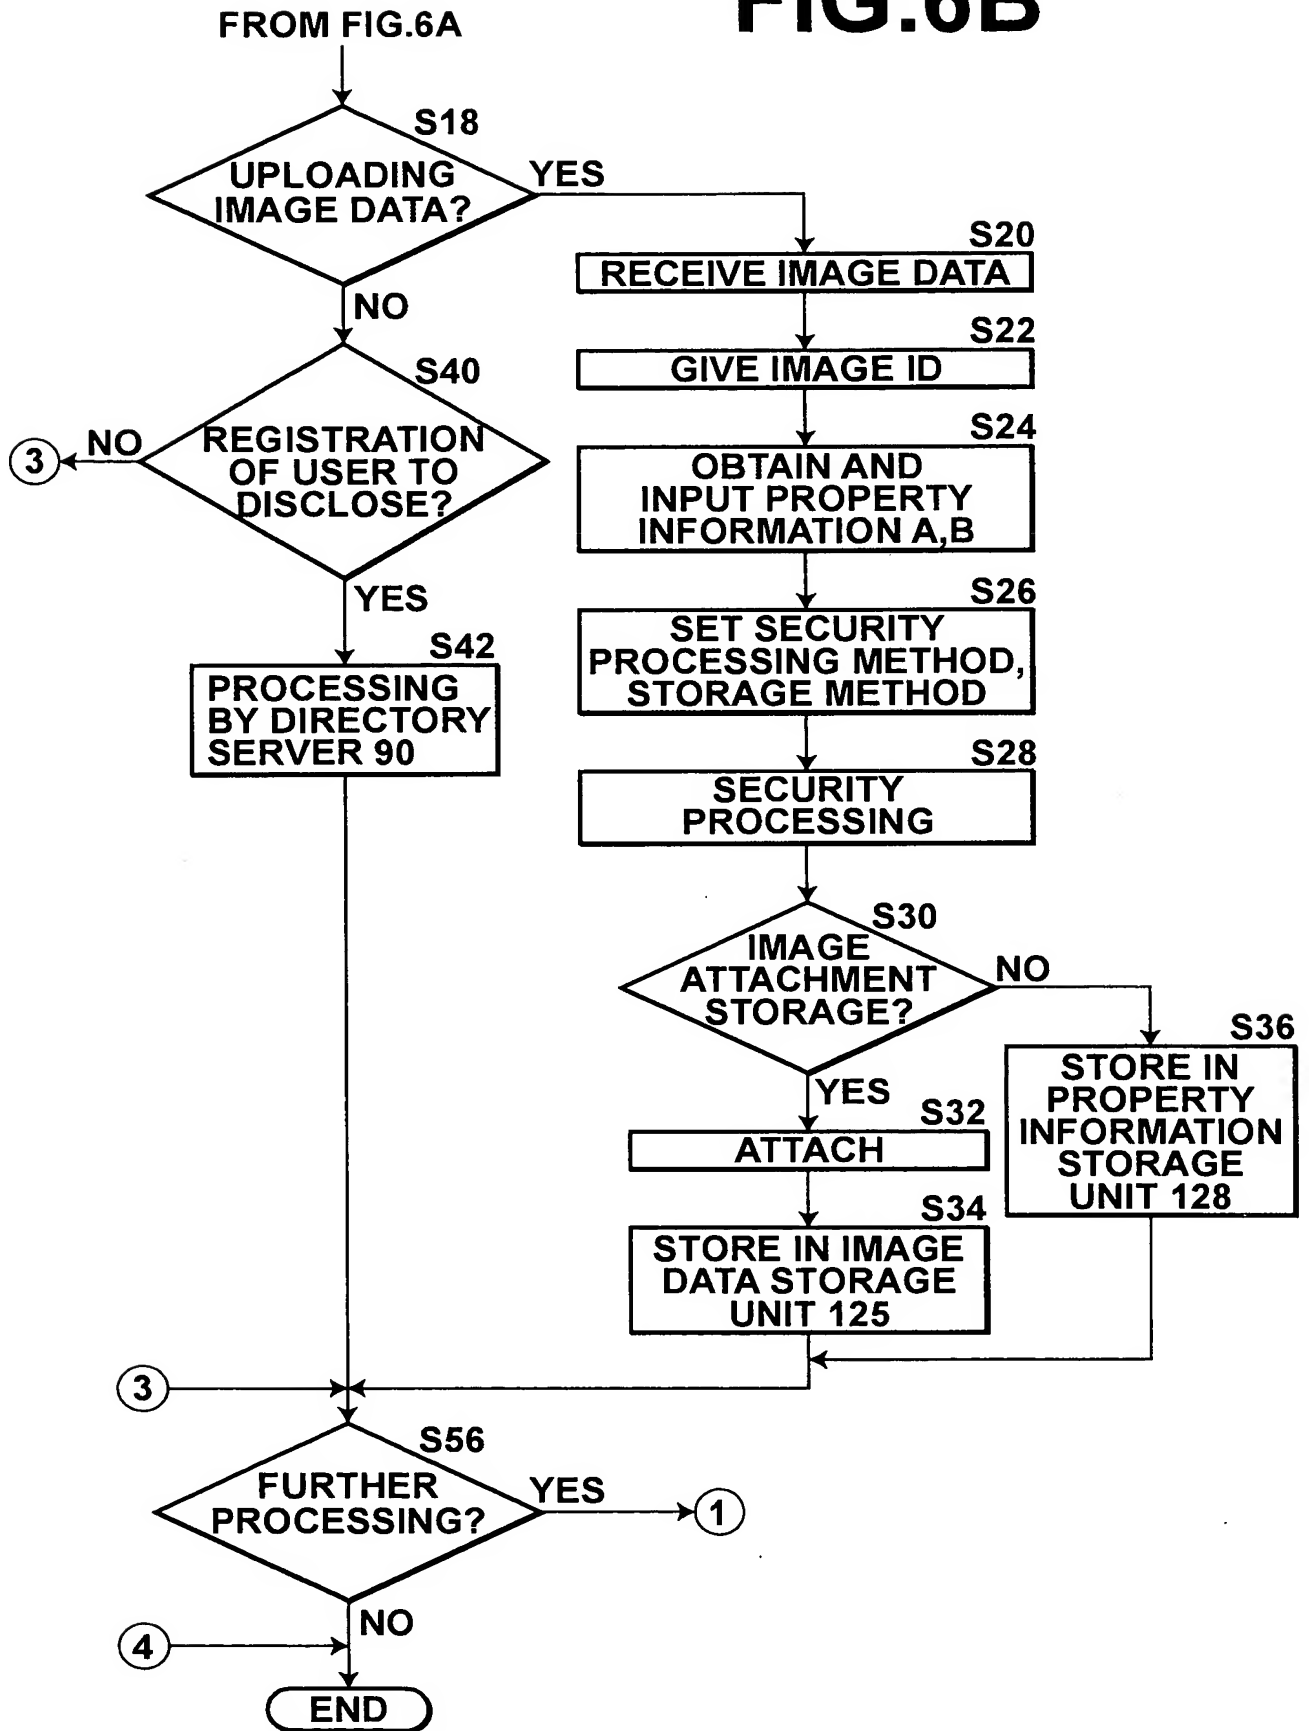 FIG.6B
FROM FIG.6A
S18
UPLOADING
IMAGE DATA?
YES
NO
S20
RECEIVE IMAGE DATA
S22
GIVE IMAGE ID
S24
OBTAIN AND
INPUT PROPERTY
INFORMATION A,B
S26
SET SECURITY
PROCESSING METHOD,
STORAGE METHOD
S28
SECURITY
PROCESSING
S30
IMAGE
ATTACHMENT
STORAGE?
NO
YES
S36
STORE IN
PROPERTY
INFORMATION
STORAGE
UNIT 128
S32
ATTACH
S34
STORE IN IMAGE
DATA STORAGE
UNIT 125
S40
REGISTRATION
OF USER TO
DISCLOSE?
NO
3
YES
S42
PROCESSING
BY DIRECTORY
SERVER 90
3
S56
FURTHER
PROCESSING?
YES
1
NO
4
END